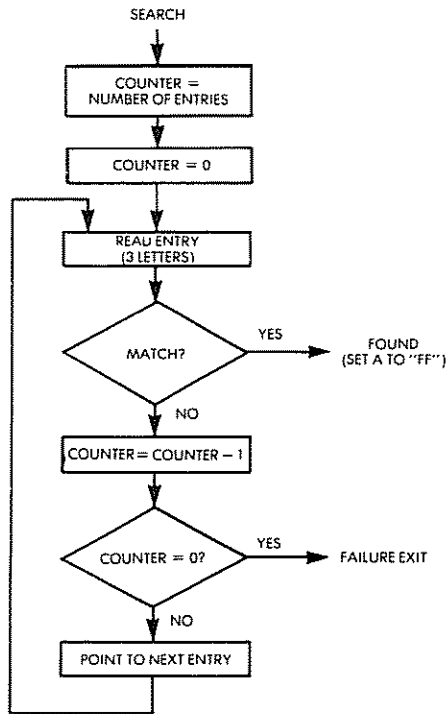 SEARCH
COUNTER =
NUMBER OF ENTRIES
COUNTER = 0
READ ENTRY
(3 LETTERS)
MATCH?
YES
FOUND
(SET A TO "FF")
NO
COUNTER = COUNTER – 1
COUNTER = 0?
YES
FAILURE EXIT
NO
POINT TO NEXT ENTRY